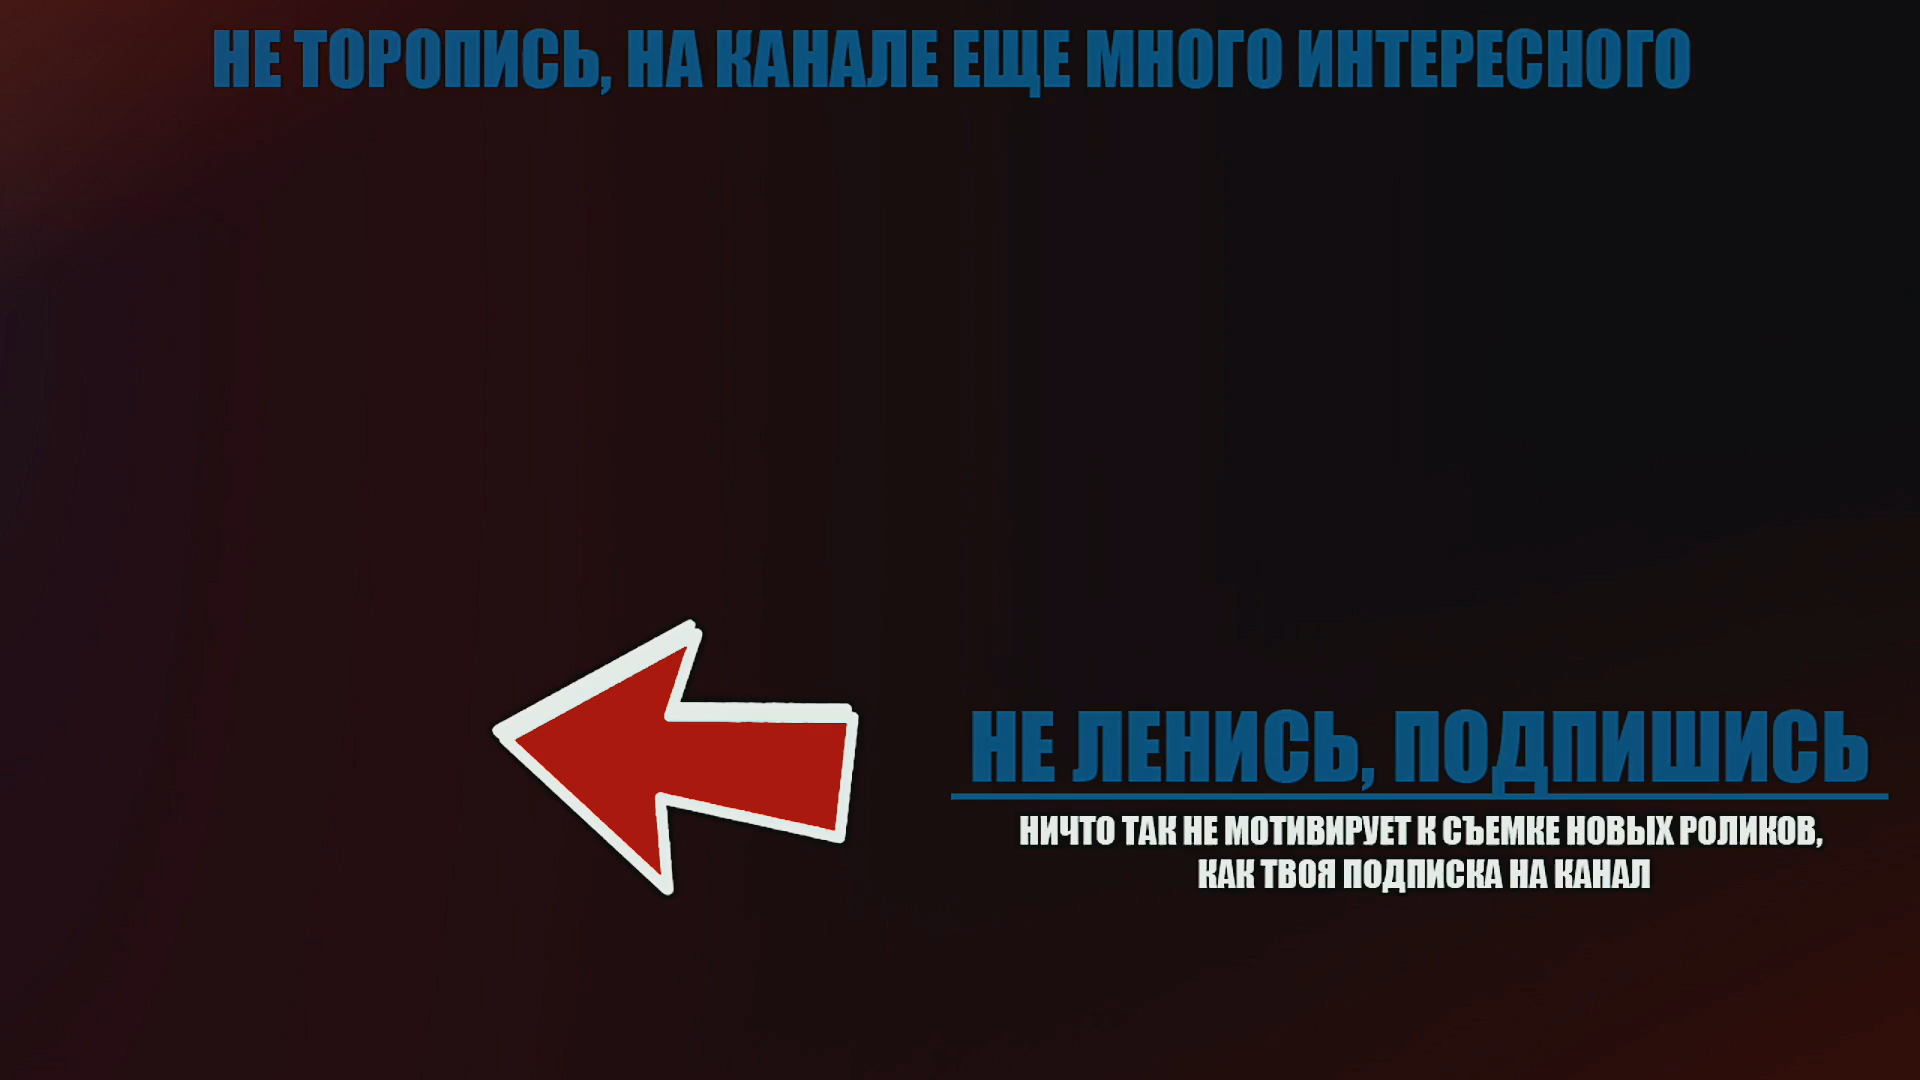 НЕ ТОРОПИСЬ, НА КАНАЛЕ ЕЩЕ МНОГО ИНТЕРЕСНОГО
НЕ ЛЕНИСЬ, ПОДПИШИСЬ
НИЧТО ТАК НЕ МОТИВИРУЕТ К СЪЕМКЕ НОВЫХ РОЛИКОВ,
КАК ТВОЯ ПОДПИСКА НА КАНАЛ